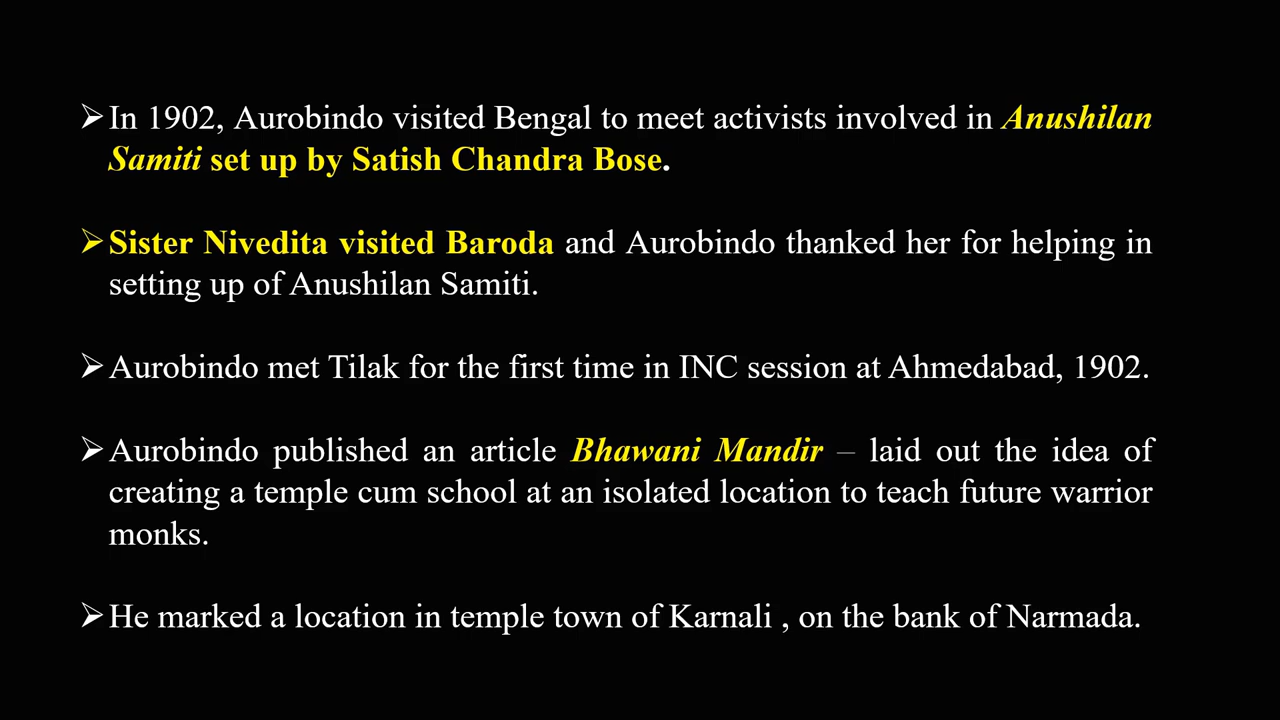 ➢In 1902, Aurobindo visited Bengal to meet activists involved in Anushilan
Samiti set up by Satish Chandra Bose.
➢Sister Nivedita visited Baroda and Aurobindo thanked her for helping in
setting up of Anushilan Samiti.
➢Aurobindo met Tilak for the first time in INC session at Ahmedabad, 1902.
➢Aurobindo published an article Bhawani Mandir – laid out the idea of
creating a temple cum school at an isolated location to teach future warrior
monks.
➢He marked a location in temple town of Karnali , on the bank of Narmada.